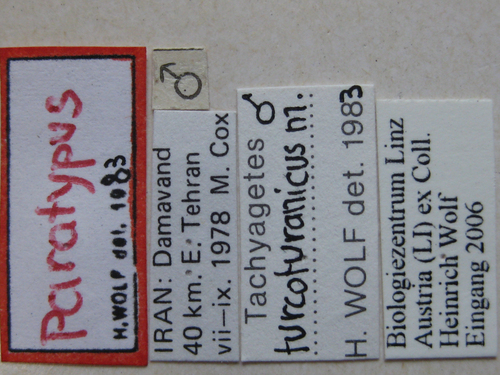 Paratypus
H. WOLF det. 1983
♂
IRAN: Damavand
40 km. E. Tehran
vii–ix. 1978 M. Cox
Tachyagetes ♂
turcoturanicus m.
H. WOLF det. 1983
Biologiezentrum Linz
Austria (LI) ex Coll.
Heinrich Wolf
Eingang 2006